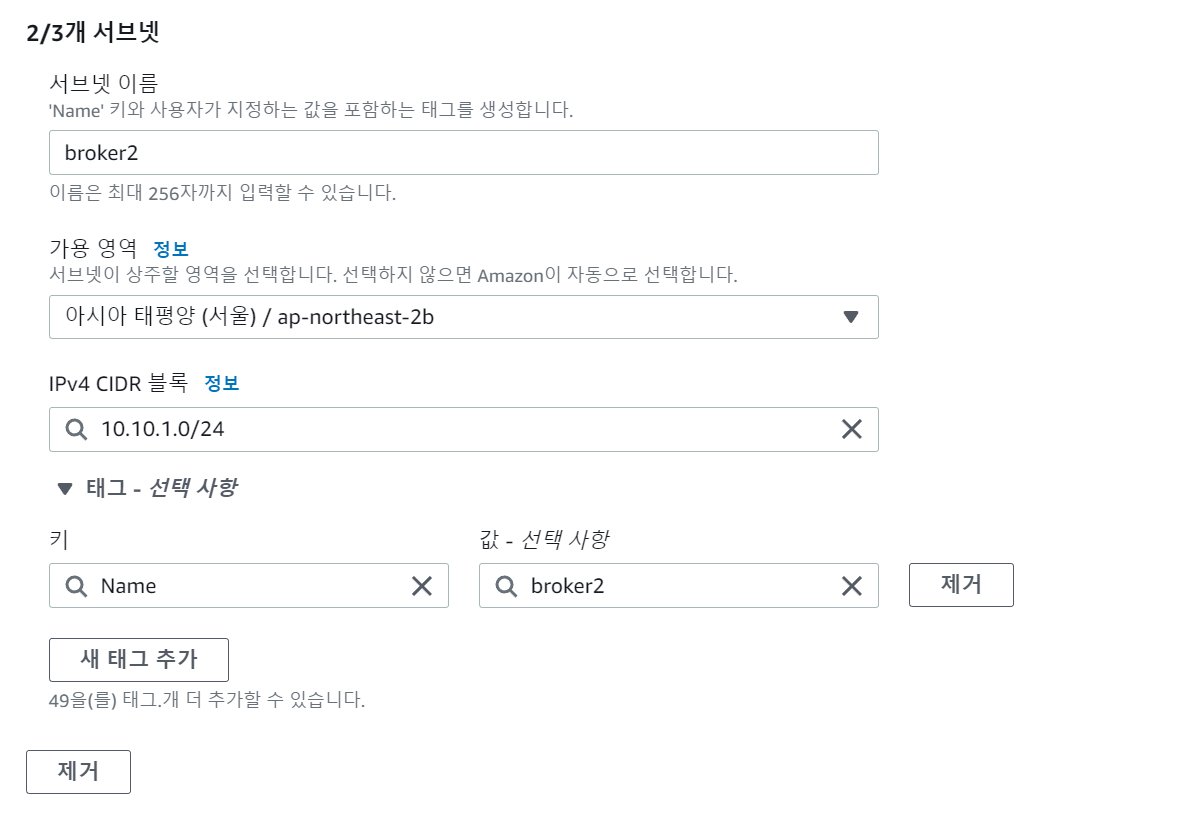 2/3개 서브넷
서브넷 이름
'Name' 키와 사용자가 지정하는 값을 포함하는 태그를 생성합니다.
broker2
이름은 최대 256자까지 입력할 수 있습니다.
가용 영역 정보
서브넷이 상주할 영역을 선택합니다. 선택하지 않으면 Amazon이 자동으로 선택합니다.
아시아 태평양 (서울) / ap-northeast-2b
IPv4 CIDR 블록 정보
10.10.1.0/24
태그 - 선택 사항
키 값 - 선택 사항
Name broker2 제거
새 태그 추가
49을(를) 태그.개 더 추가할 수 있습니다.
제거